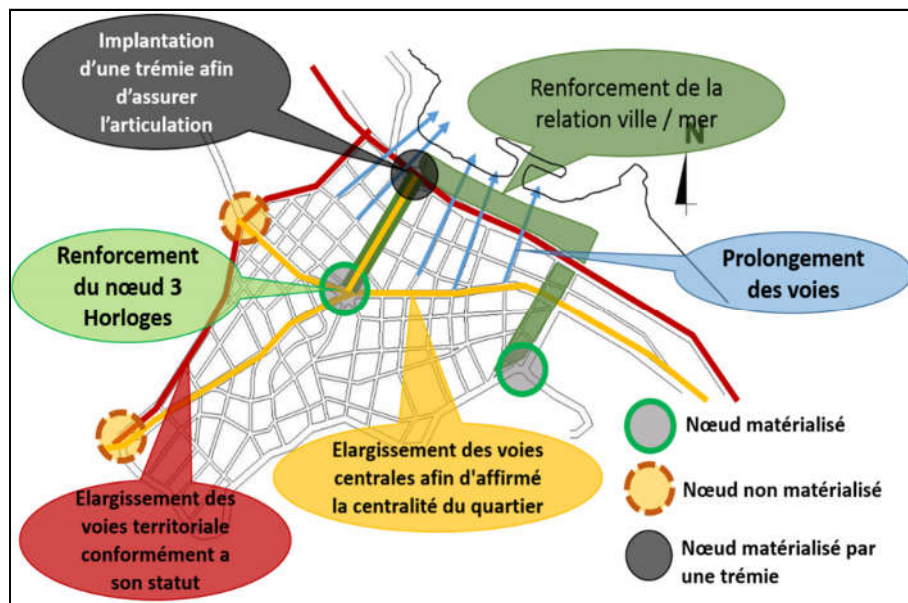 Implantation
d'une trémie afin
d'assurer
l'articulation
Renforcement de la
relation ville / mer
N
Renforcement
du nœud 3
Horloges
Prolongement
des voies
Elargissement des voies
centrales afin d'affirmé
la centralité du quartier
Elargissement des
voies territoriale
conformément a
son statut
Nœud matérialisé
Nœud non matérialisé
Nœud matérialisé par
une trémie